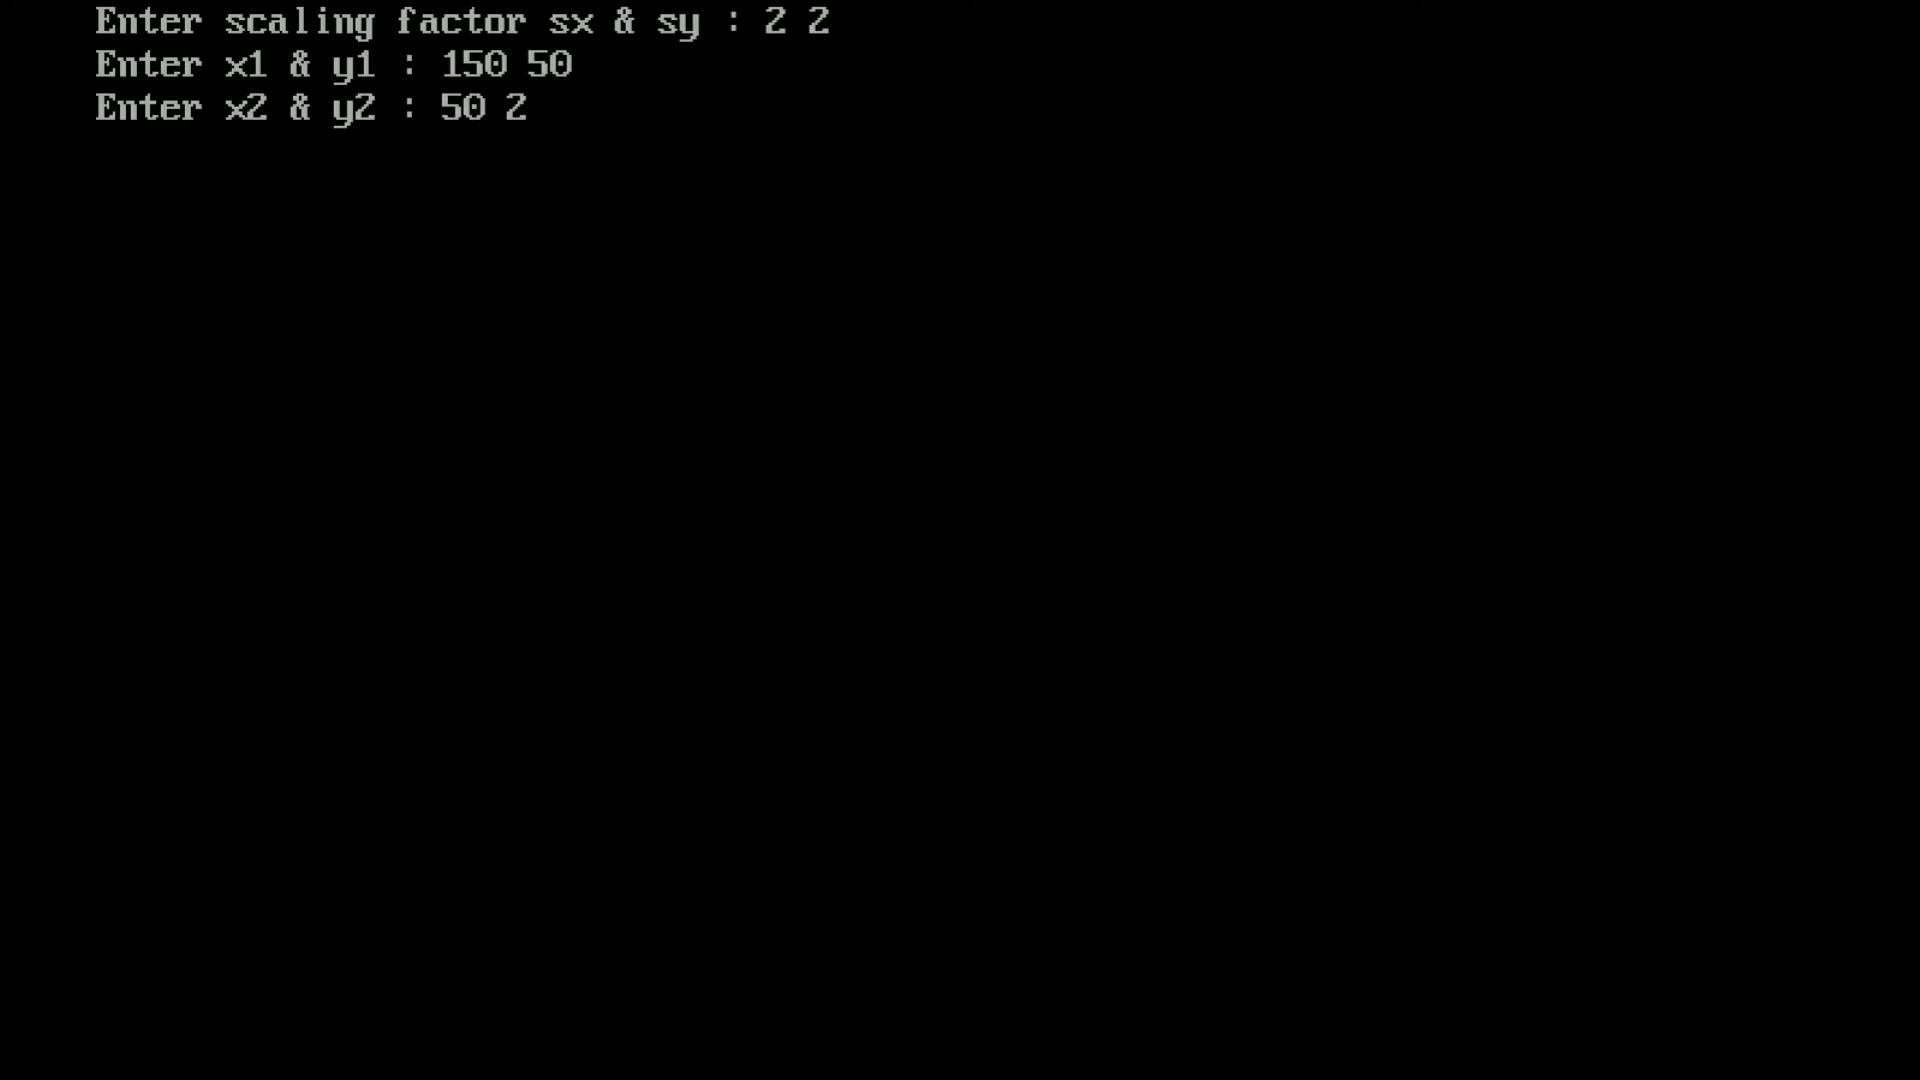 Enter scaling factor sx & sy : 2 2
Enter x1 & y1 : 150 50
Enter x2 & y2 : 50 2